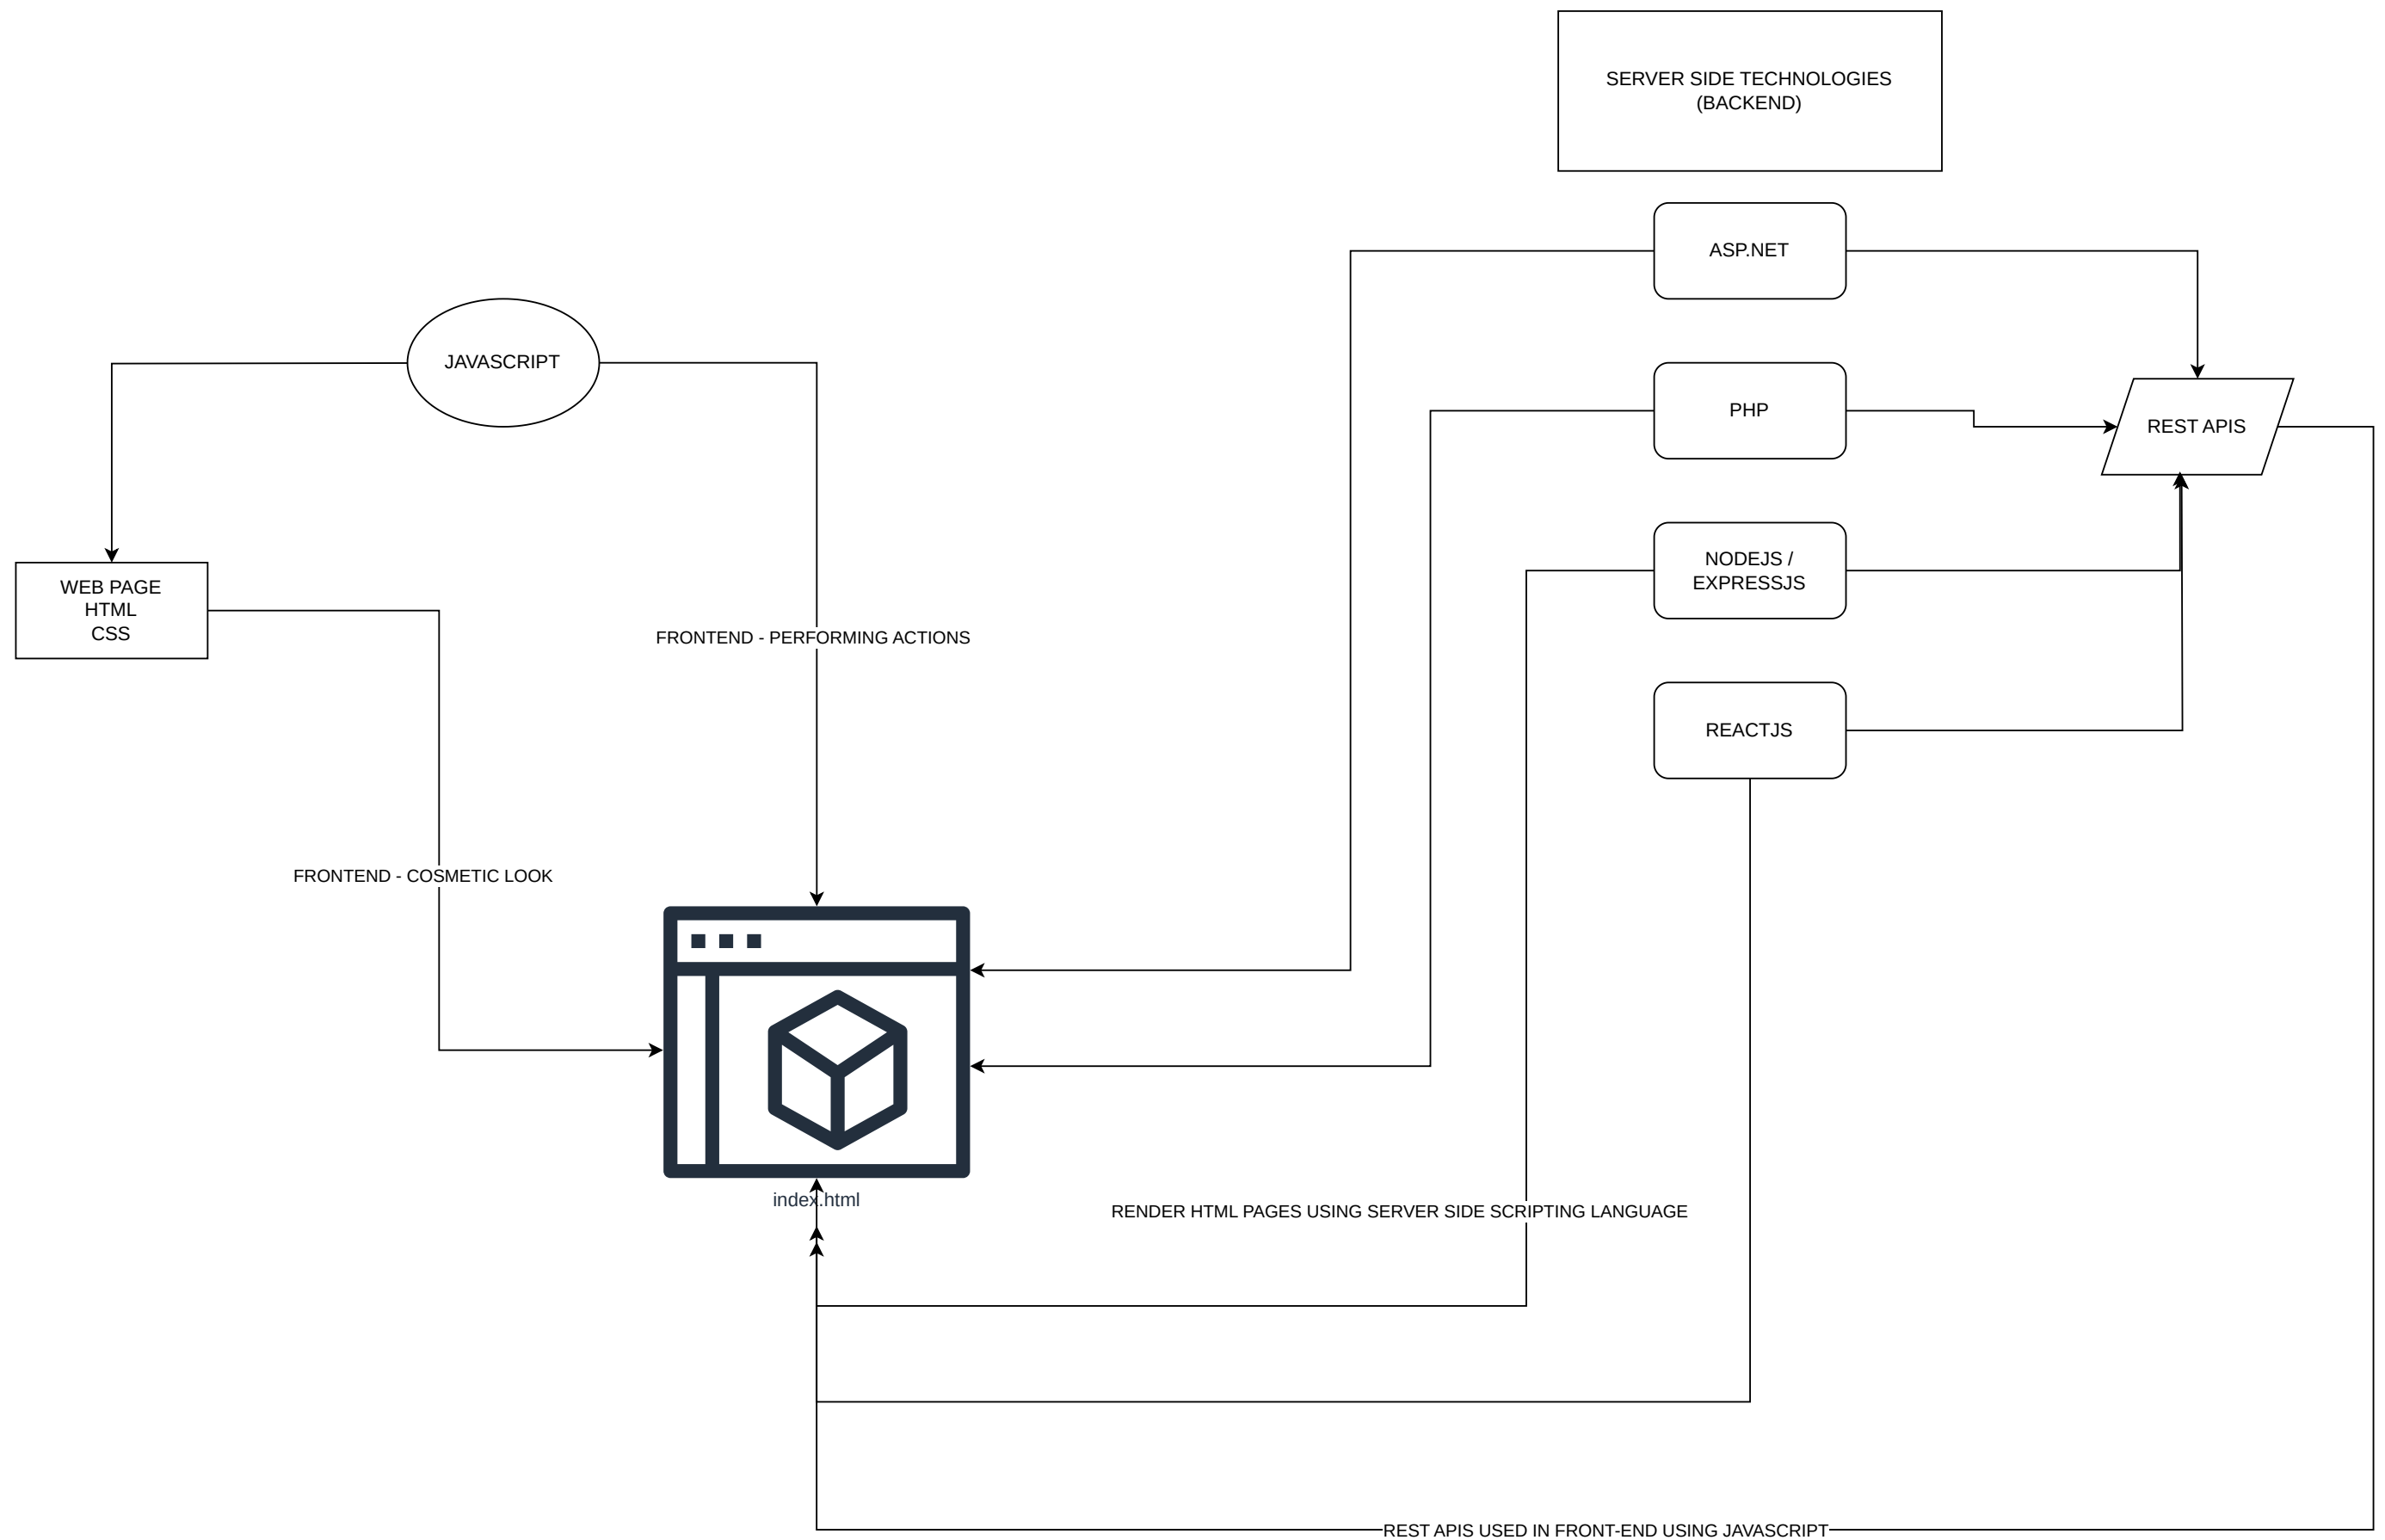 SERVER SIDE TECHNOLOGIES
(BACKEND)
ASP.NET
JAVASCRIPT
PHP
REST APIS
NODEJS /
EXPRESSJS
WEB PAGE
HTML
CSS
FRONTEND - PERFORMING ACTIONS
REACTJS
FRONTEND - COSMETIC LOOK
index.html
RENDER HTML PAGES USING SERVER SIDE SCRIPTING LANGUAGE
REST APIS USED IN FRONT-END USING JAVASCRIPT